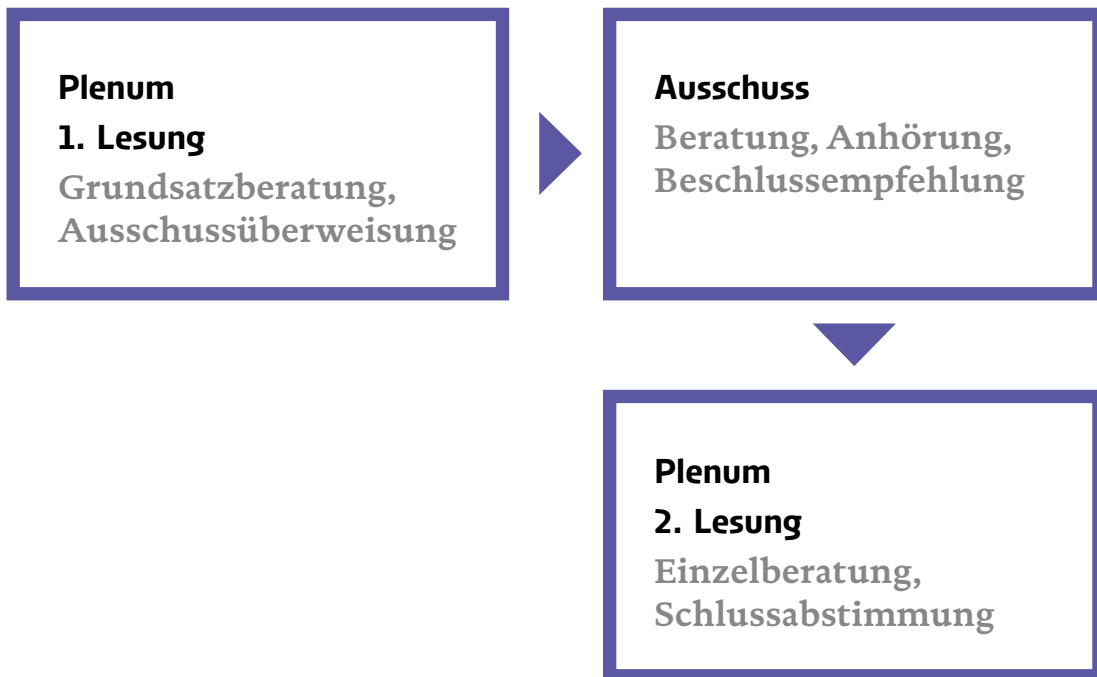 Plenum
1. Lesung
Grundsatzberatung,
Ausschussüberweisung
Ausschuss
Beratung, Anhörung,
Beschlussempfehlung
Plenum
2. Lesung
Einzelberatung,
Schlussabstimmung